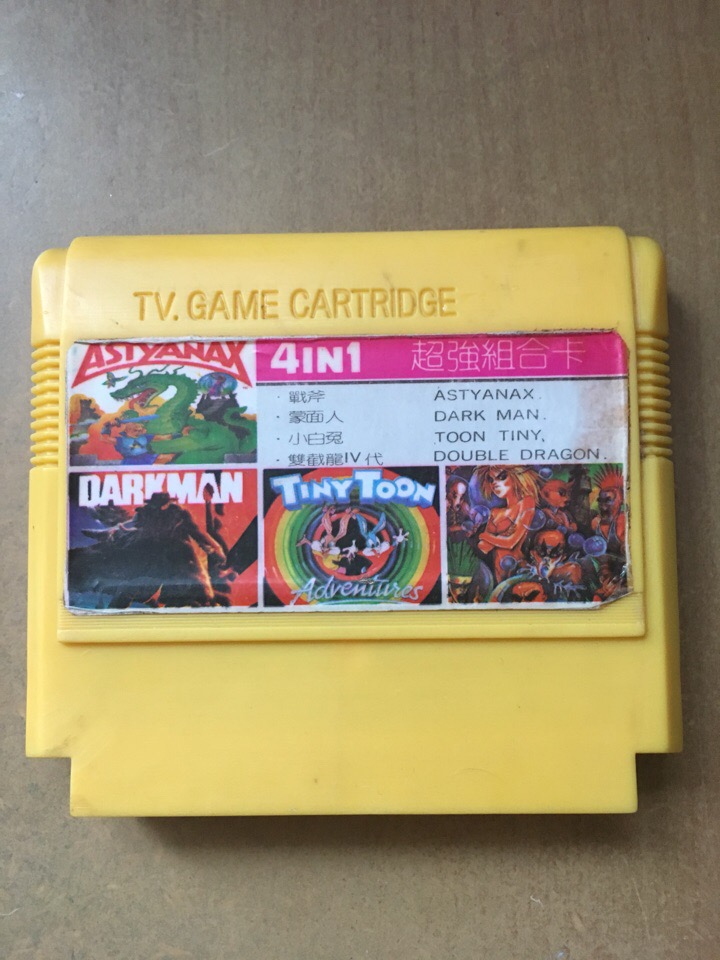 TV. GAME CARTRIDGE
ASTYANAX
4IN1 超強組合卡
· 戰斧 ASTYANAX.
· 蒙面人 DARK MAN.
· 小白兔 TOON TINY,
· 雙截龍IV代 DOUBLE DRAGON.
DARKMAN
TINY TOON
Adventures